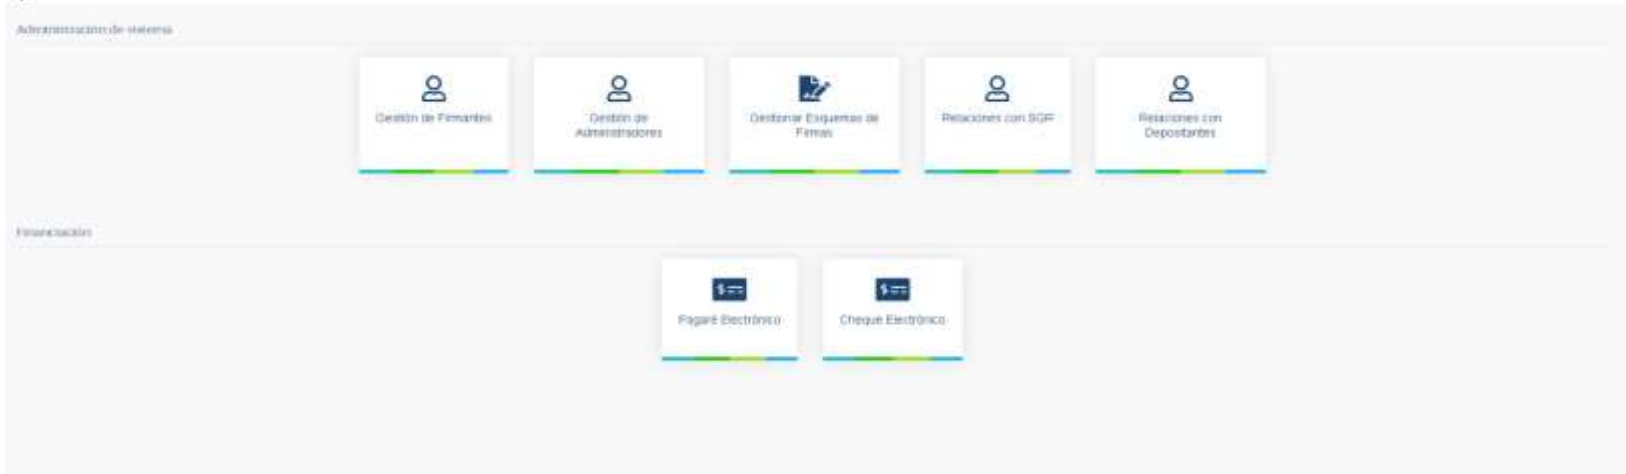 Administración de sistema
Gestión de Firmantes
Gestión de
Administradores
Gestionar Esquemas de
Firmas
Relaciones con SGR
Relaciones con
Depositantes
Financiación
Pagaré Electrónico
Cheque Electrónico